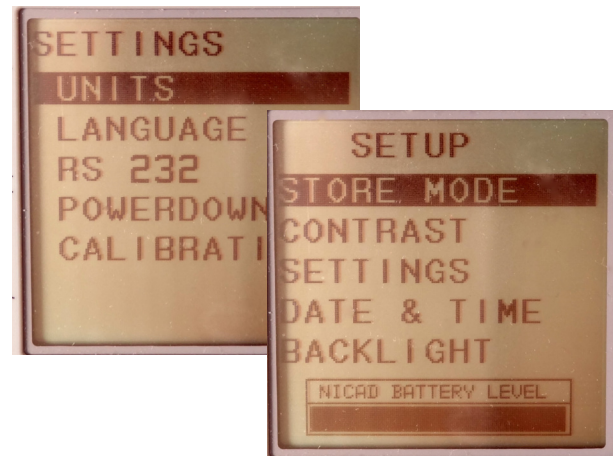 SETTINGS
UNITS
LANGUAGE
RS 232
POWERDOWN
CALIBRATI
SETUP
STORE MODE
CONTRAST
SETTINGS
DATE & TIME
BACKLIGHT
NICAD BATTERY LEVEL